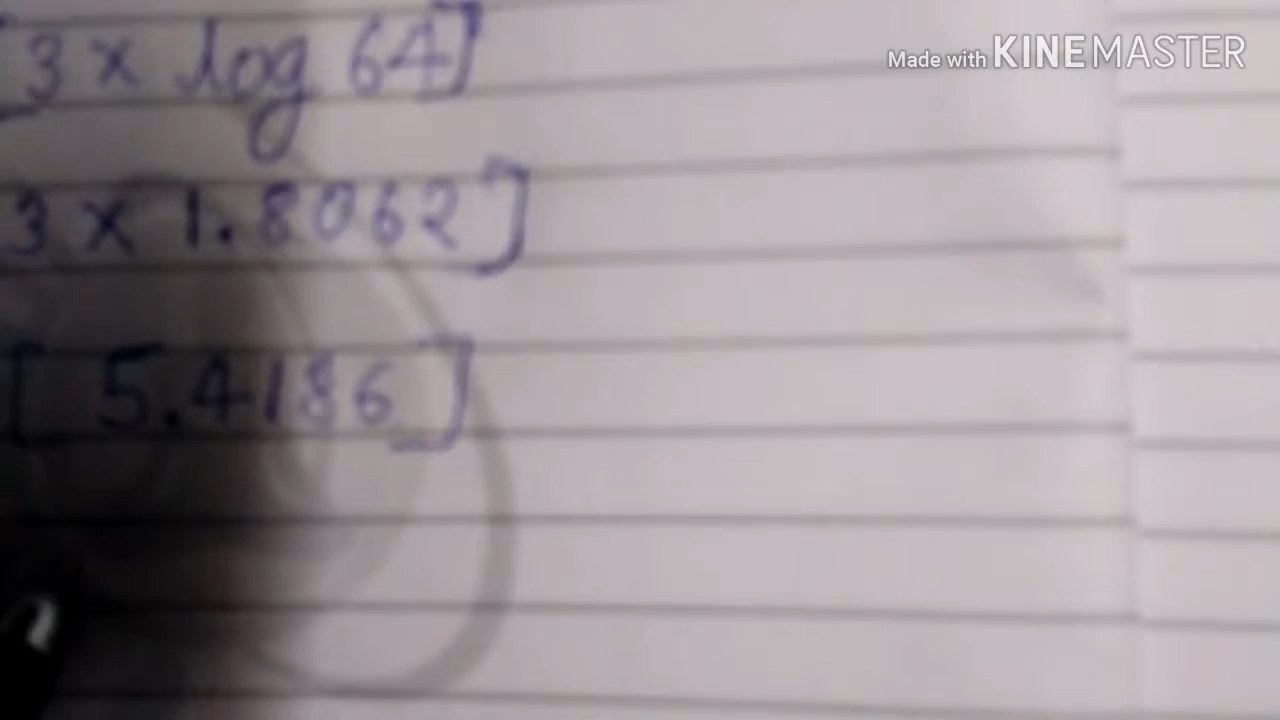 [3 × log 64]
Made with KINEMASTER
3 × 1.8062]
[5.4186]